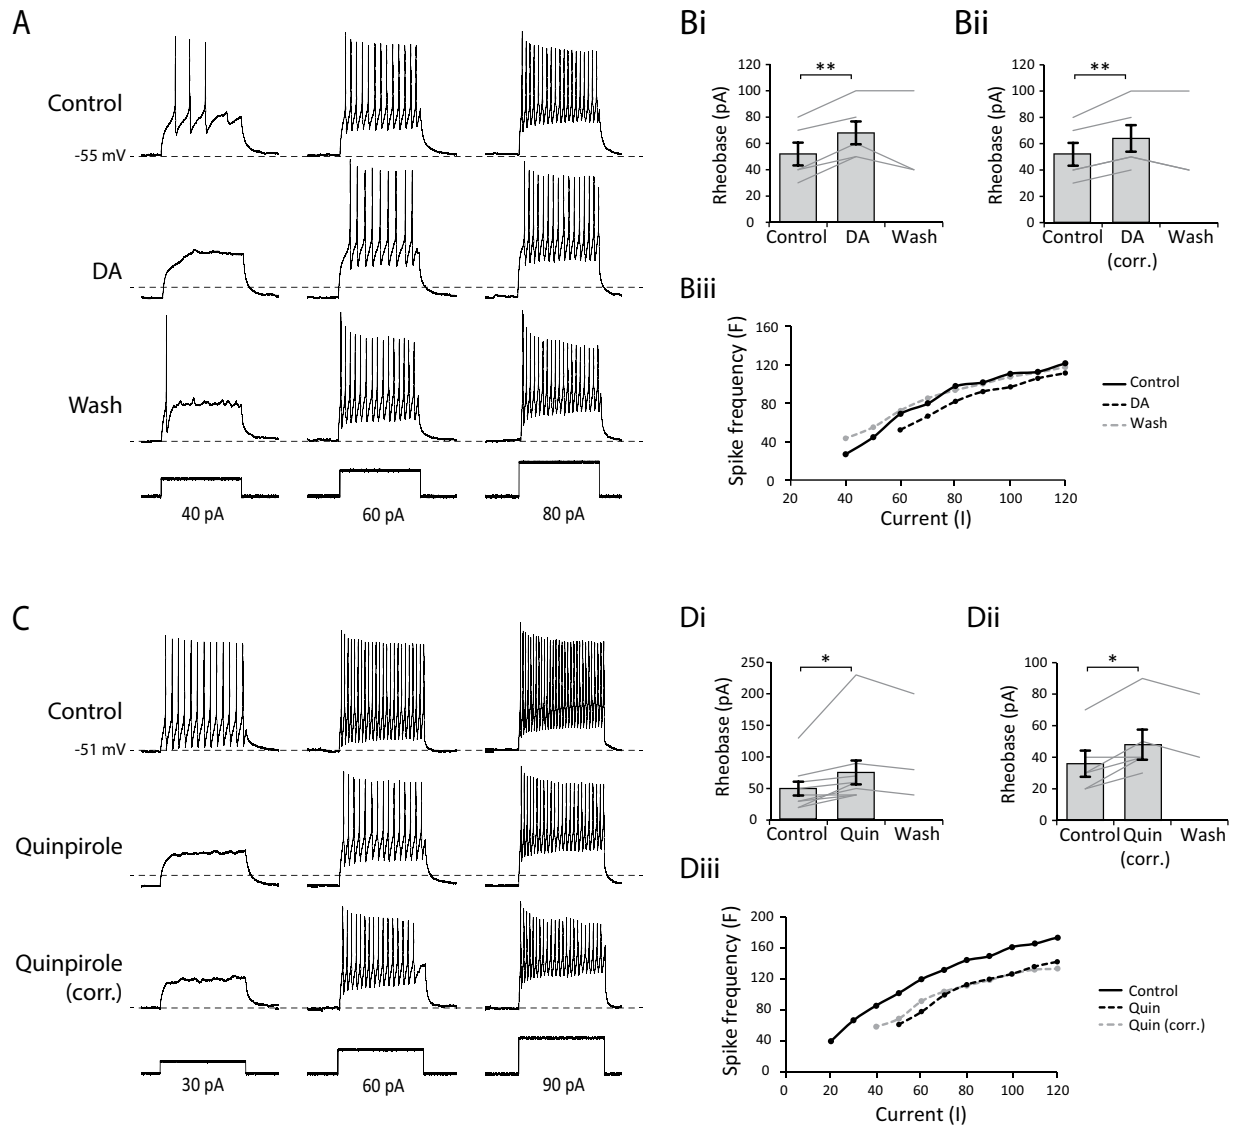 A
Control
-55 mV
DA
Wash
40 pA
60 pA
80 pA
Bi
Rheobase (pA)
120
100
80
60
40
20
0
**
Control
DA
Wash
Bii
Rheobase (pA)
120
100
80
60
40
20
0
**
Control
DA
(corr.)
Wash
Biii
Spike frequency (F)
160
120
80
40
0
20
40
60
80
100
120
Current (I)
Control
DA
Wash
C
Control
-51 mV
Quinpirole
Quinpirole
(corr.)
30 pA
60 pA
90 pA
Di
Rheobase (pA)
250
200
150
100
50
0
*
Control
Quin
Wash
Dii
Rheobase (pA)
100
80
60
40
20
0
*
Control
Quin
(corr.)
Wash
Diii
Spike frequency (F)
200
160
120
80
40
0
0
20
40
60
80
100
120
Current (I)
Control
Quin
Quin (corr.)